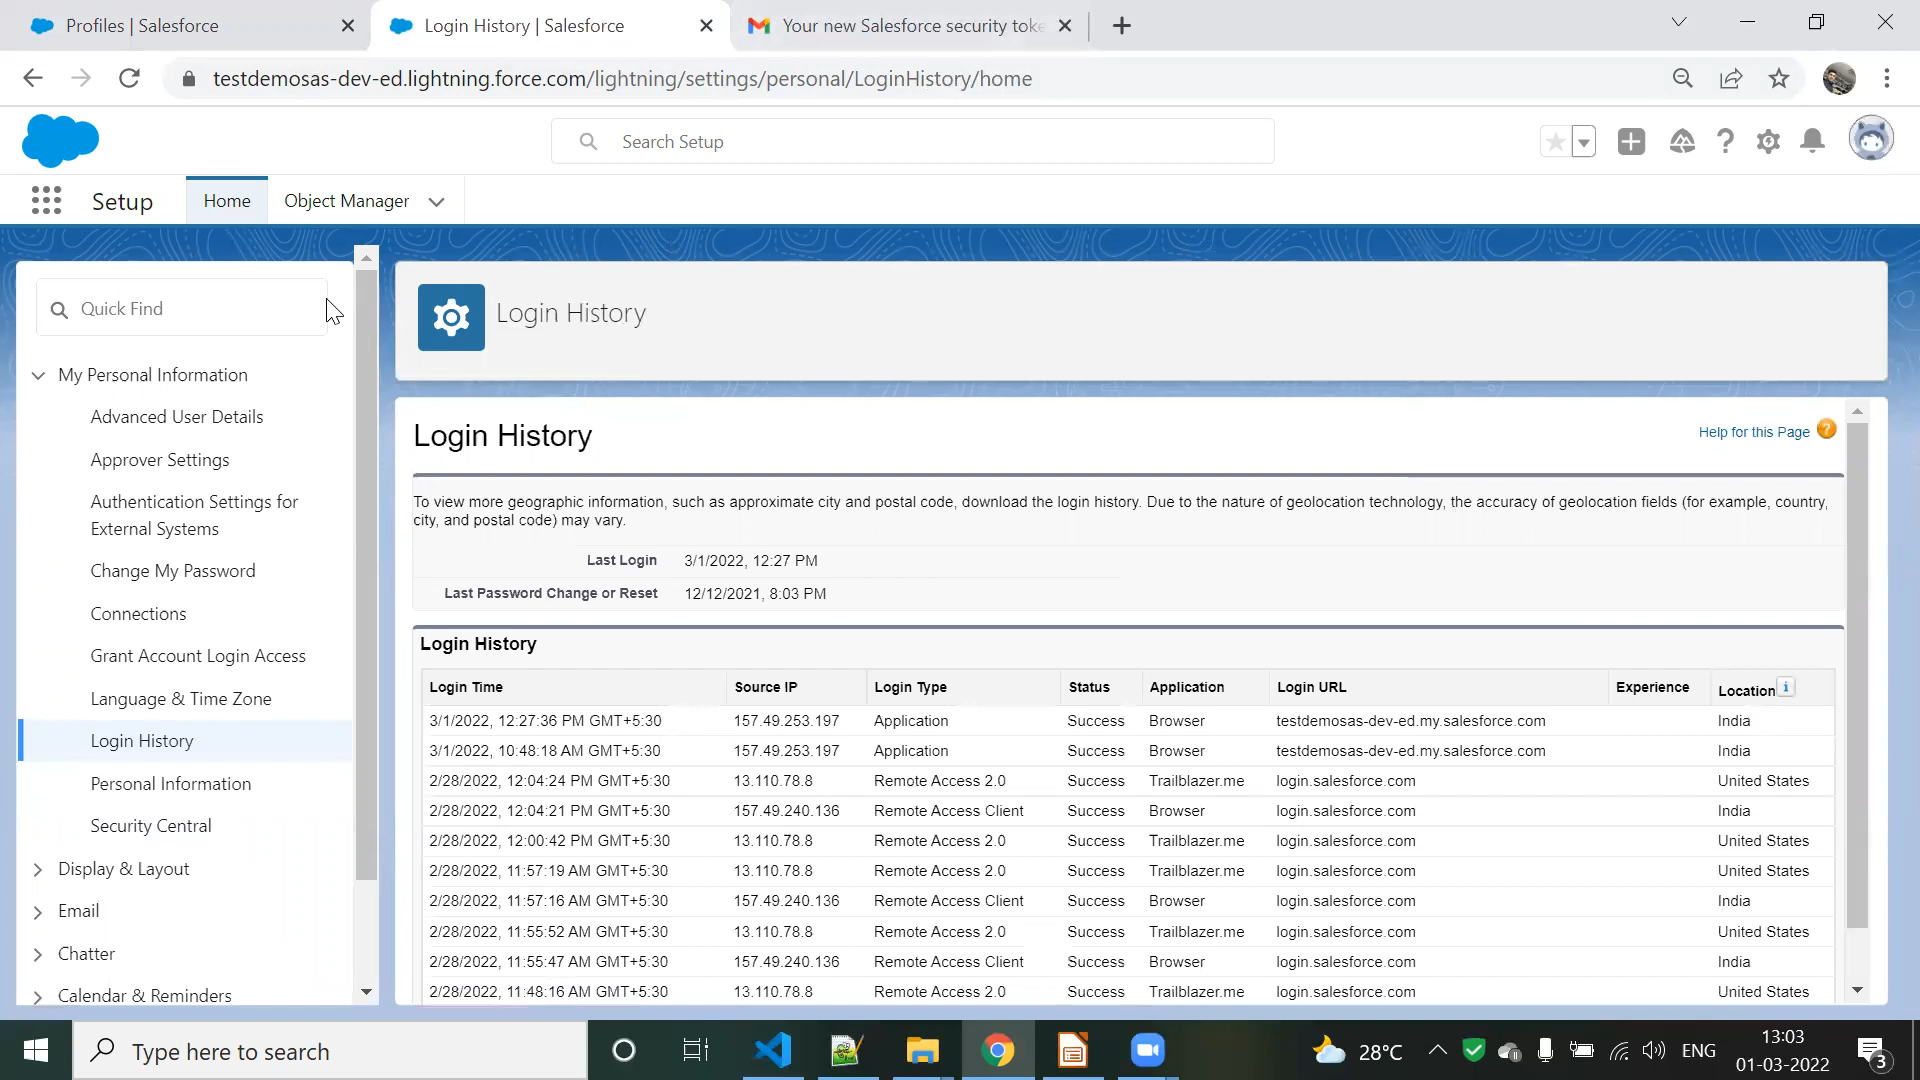 Profiles | Salesforce
Login History | Salesforce
Your new Salesforce security toke
testdemosas-dev-ed.lightning.force.com/lightning/settings/personal/LoginHistory/home
Search Setup
Setup
Home
Object Manager
Quick Find
My Personal Information
Advanced User Details
Approver Settings
Authentication Settings for
External Systems
Change My Password
Connections
Grant Account Login Access
Language & Time Zone
Login History
Personal Information
Security Central
Display & Layout
Email
Chatter
Calendar & Reminders
Login History
Login History
Help for this Page ?
To view more geographic information, such as approximate city and postal code, download the login history. Due to the nature of geolocation technology, the accuracy of geolocation fields (for example, country,
city, and postal code) may vary.
Last Login 3/1/2022, 12:27 PM
Last Password Change or Reset 12/12/2021, 8:03 PM
Login History
Login Time Source IP Login Type Status Application Login URL Experience Location i
3/1/2022, 12:27:36 PM GMT+5:30 157.49.253.197 Application Success Browser testdemosas-dev-ed.my.salesforce.com India
3/1/2022, 10:48:18 AM GMT+5:30 157.49.253.197 Application Success Browser testdemosas-dev-ed.my.salesforce.com India
2/28/2022, 12:04:24 PM GMT+5:30 13.110.78.8 Remote Access 2.0 Success Trailblazer.me login.salesforce.com United States
2/28/2022, 12:04:21 PM GMT+5:30 157.49.240.136 Remote Access Client Success Browser login.salesforce.com India
2/28/2022, 12:00:42 PM GMT+5:30 13.110.78.8 Remote Access 2.0 Success Trailblazer.me login.salesforce.com United States
2/28/2022, 11:57:19 AM GMT+5:30 13.110.78.8 Remote Access 2.0 Success Trailblazer.me login.salesforce.com United States
2/28/2022, 11:57:16 AM GMT+5:30 157.49.240.136 Remote Access Client Success Browser login.salesforce.com India
2/28/2022, 11:55:52 AM GMT+5:30 13.110.78.8 Remote Access 2.0 Success Trailblazer.me login.salesforce.com United States
2/28/2022, 11:55:47 AM GMT+5:30 157.49.240.136 Remote Access Client Success Browser login.salesforce.com India
2/28/2022, 11:48:16 AM GMT+5:30 13.110.78.8 Remote Access 2.0 Success Trailblazer.me login.salesforce.com United States
Type here to search
28°C
ENG
13:03
01-03-2022
3